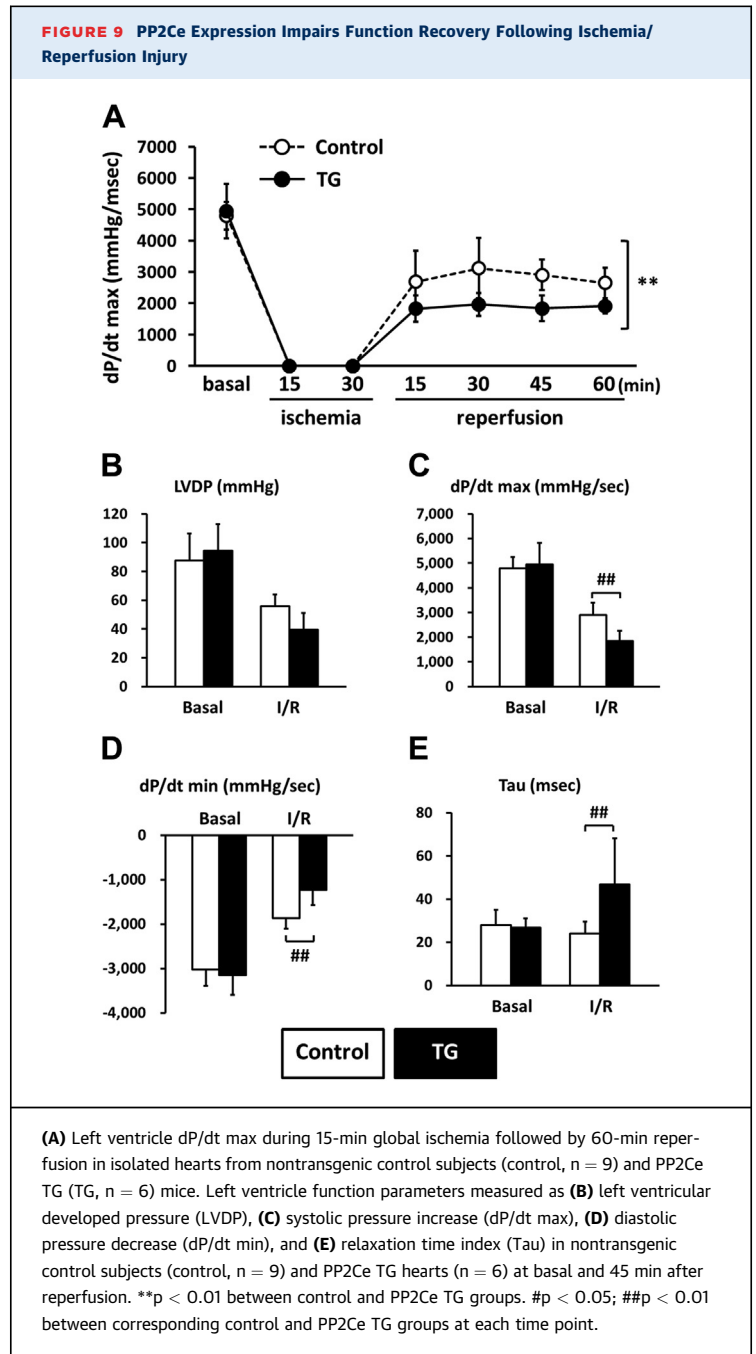 FIGURE 9 PP2Ce Expression Impairs Function Recovery Following Ischemia/
Reperfusion Injury
A
dP/dt max (mmHg/msec)
7000
6000
5000
4000
3000
2000
1000
0
Control
TG
**
basal 15 30 15 30 45 60 (min)
ischemia reperfusion
B
LVDP (mmHg)
120
100
80
60
40
20
0
Basal I/R
C
dP/dt max (mmHg/sec)
7,000
6,000
5,000
4,000
3,000
2,000
1,000
0
##
Basal I/R
D
dP/dt min (mmHg/sec)
Basal I/R
0
-1,000
-2,000
-3,000
-4,000
##
E
Tau (msec)
80
60
40
20
0
##
Basal I/R
Control TG
(A) Left ventricle dP/dt max during 15-min global ischemia followed by 60-min reper-
fusion in isolated hearts from nontransgenic control subjects (control, n = 9) and PP2Ce
TG (TG, n = 6) mice. Left ventricle function parameters measured as (B) left ventricular
developed pressure (LVDP), (C) systolic pressure increase (dP/dt max), (D) diastolic
pressure decrease (dP/dt min), and (E) relaxation time index (Tau) in nontransgenic
control subjects (control, n = 9) and PP2Ce TG hearts (n = 6) at basal and 45 min after
reperfusion. **p < 0.01 between control and PP2Ce TG groups. #p < 0.05; ##p < 0.01
between corresponding control and PP2Ce TG groups at each time point.